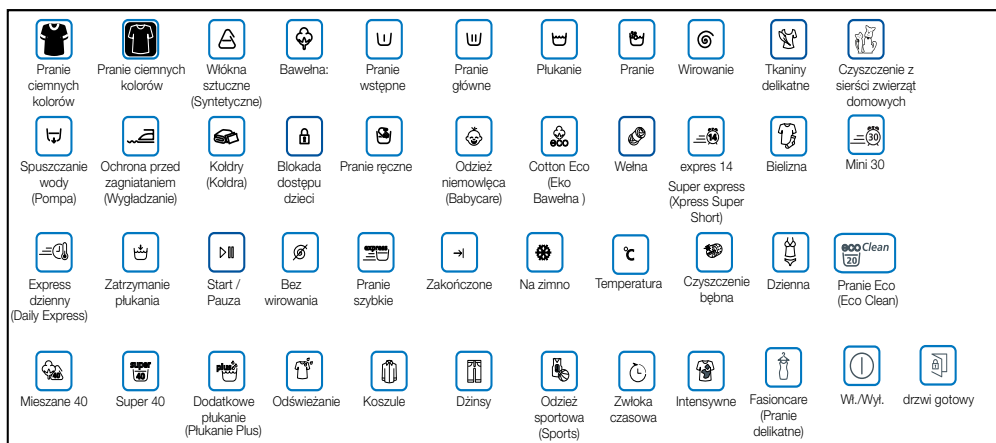 Pranie
ciemnych
kolorów
Pranie ciemnych
kolorów
Włókna
sztuczne
(Syntetyczne)
Bawełna:
Pranie
wstępne
Pranie
główne
Płukanie
Pranie
Wirowanie
Tkaniny
delikatne
Czyszczenie z
sierści zwierząt
domowych
eco
14
30
Spuszczanie
wody
(Pompa)
Ochrona przed
zagniataniem
(Wygładzanie)
Kołdry
(Kołdra)
Blokada
dostępu
dzieci
Pranie ręczne
Odzież
niemowlęca
(Babycare)
Cotton Eco
(Eko
Bawełna )
Wełna
expres 14
Super express
(Xpress Super
Short)
Bielizna
Mini 30
express
°C
eco Clean
20
Express
dzienny
(Daily Express)
Zatrzymanie
płukania
Start /
Pauza
Bez
wirowania
Pranie
szybkie
Zakończone
Na zimno
Temperatura
Czyszczenie
bębna
Dzienna
Pranie Eco
(Eco Clean)
40
super
40
plus
Mieszane 40
Super 40
Dodatkowe
płukanie
(Płukanie Plus)
Odświeżanie
Koszule
Dżinsy
Odzież
sportowa
(Sports)
Zwłoka
czasowa
Intensywne
Fasioncare
(Pranie
delikatne)
Wł./Wył.
drzwi gotowy